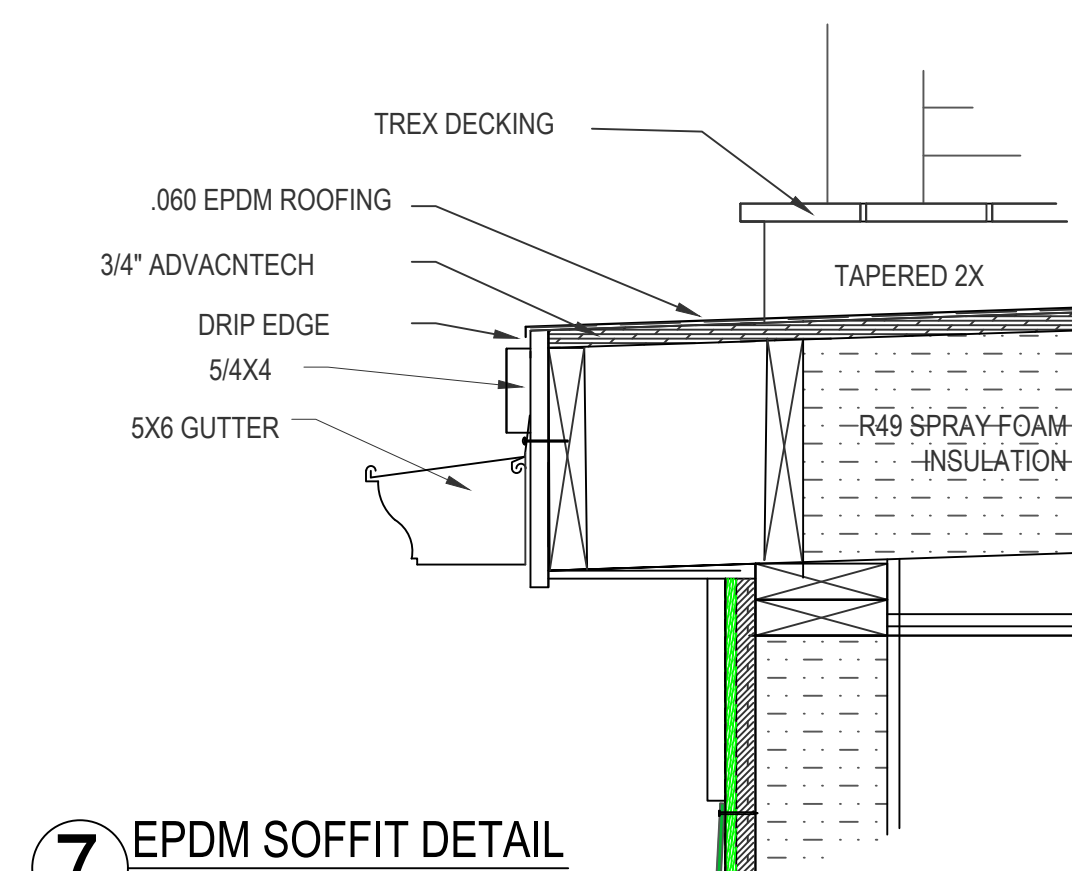 TREX DECKING
.060 EPDM ROOFING
3/4" ADVACNTECH
TAPERED 2X
DRIP EDGE
5/4X4
5X6 GUTTER
R49 SPRAY FOAM
INSULATION
7 EPDM SOFFIT DETAIL